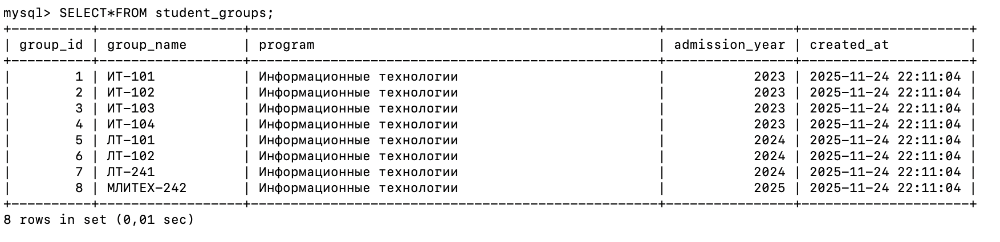 mysql> SELECT*FROM student_groups;
+----------+------------------+---------------------------------------------------+----------------+---------------------+
| group_id | group_name       | program                                           | admission_year | created_at          |
+----------+------------------+---------------------------------------------------+----------------+---------------------+
|        1 | ИТ-101           | Информационные технологии                         |           2023 | 2025-11-24 22:11:04 |
|        2 | ИТ-102           | Информационные технологии                         |           2023 | 2025-11-24 22:11:04 |
|        3 | ИТ-103           | Информационные технологии                         |           2023 | 2025-11-24 22:11:04 |
|        4 | ИТ-104           | Информационные технологии                         |           2023 | 2025-11-24 22:11:04 |
|        5 | ЛТ-101           | Информационные технологии                         |           2024 | 2025-11-24 22:11:04 |
|        6 | ЛТ-102           | Информационные технологии                         |           2024 | 2025-11-24 22:11:04 |
|        7 | ЛТ-241           | Информационные технологии                         |           2024 | 2025-11-24 22:11:04 |
|        8 | МЛИТЕХ-242       | Информационные технологии                         |           2025 | 2025-11-24 22:11:04 |
+----------+------------------+---------------------------------------------------+----------------+---------------------+
8 rows in set (0,01 sec)